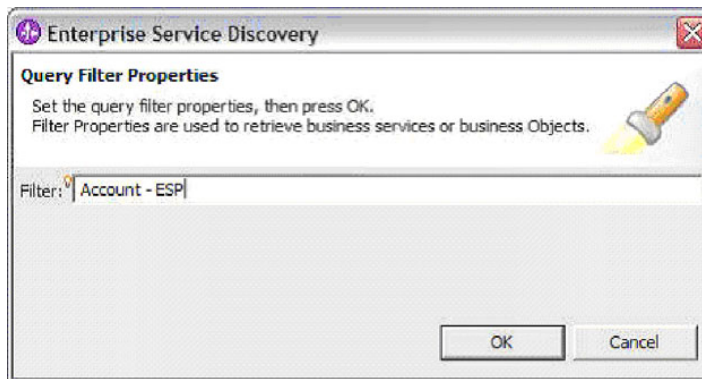 Enterprise Service Discovery
Query Filter Properties
Set the query filter properties, then press OK.
Filter Properties are used to retrieve business services or business Objects.
Filter: Account - ESP
OK Cancel